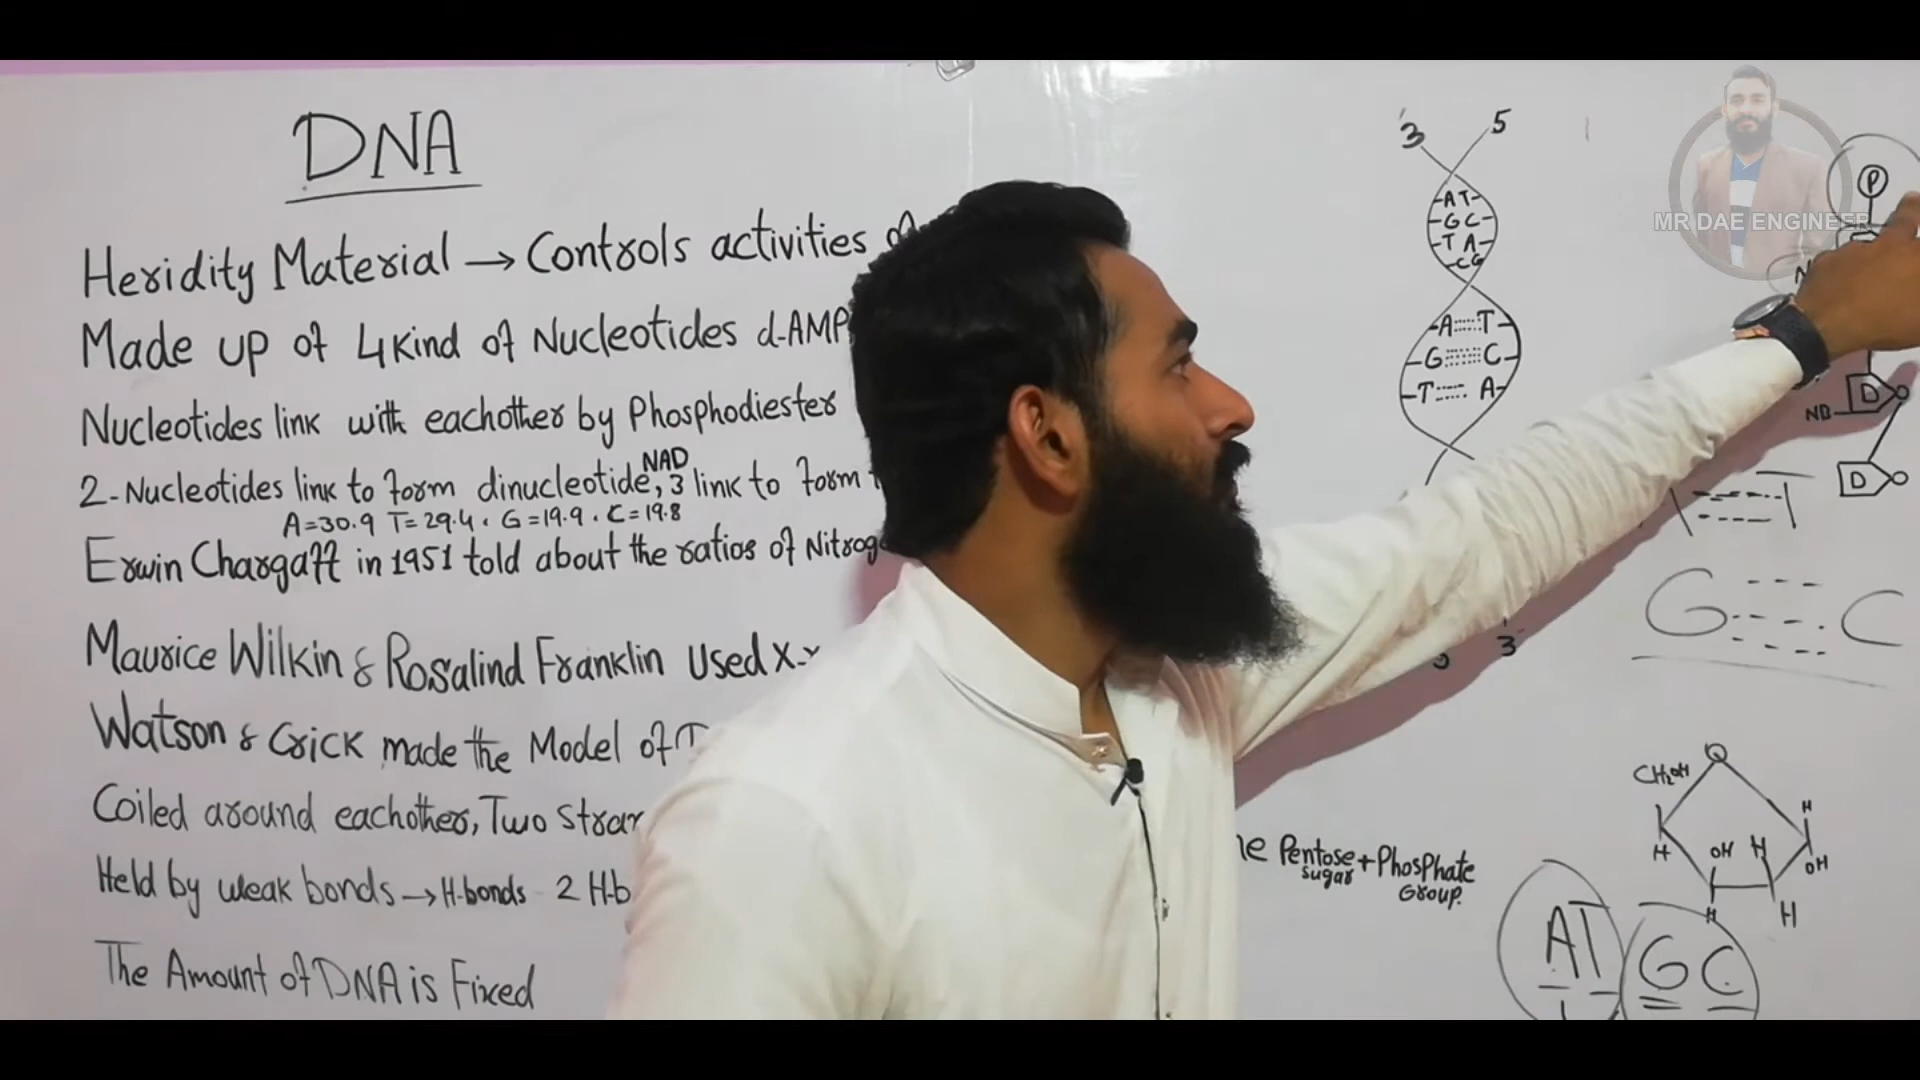 DNA
Heridity Material → Controls activities of
Made up of 4 Kind of Nucleotides d-AMP
Nucleotides link with eachother by Phosphodiester
NAD
2-Nucleotides link to form dinucleotide, 3 link to form
A=30.9 T=29.4, G=19.9, C=19.8
Erwin Chargaff in 1951 told about the ratios of
Maurice Wilkin & Rosalind Franklin Used
Watson & Crick made the Model of
Coiled around eachother, Two
Held by weak bonds → H-bonds 2
The Amount of DNA is Fixed
3 5
A T
G C
T A
C G
A T
G C
T A
3
P
MR DAE ENGINEER
D
NB
D
T
G C
Pentose + Phosphate
sugar Group.
CH2OH O
H
H OH H
OH
H H
AT GC